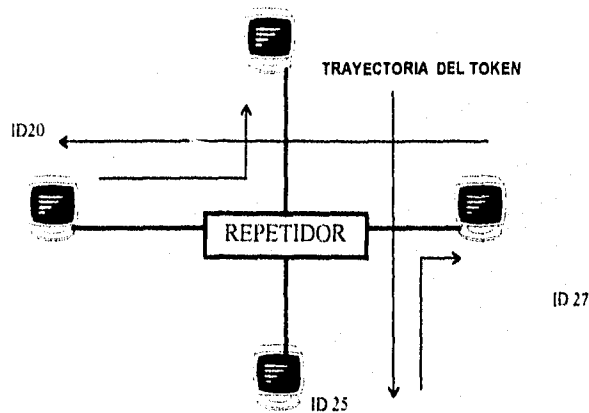 TRAYECTORIA DEL TOKEN
ID20
REPETIDOR
ID 27
ID 25